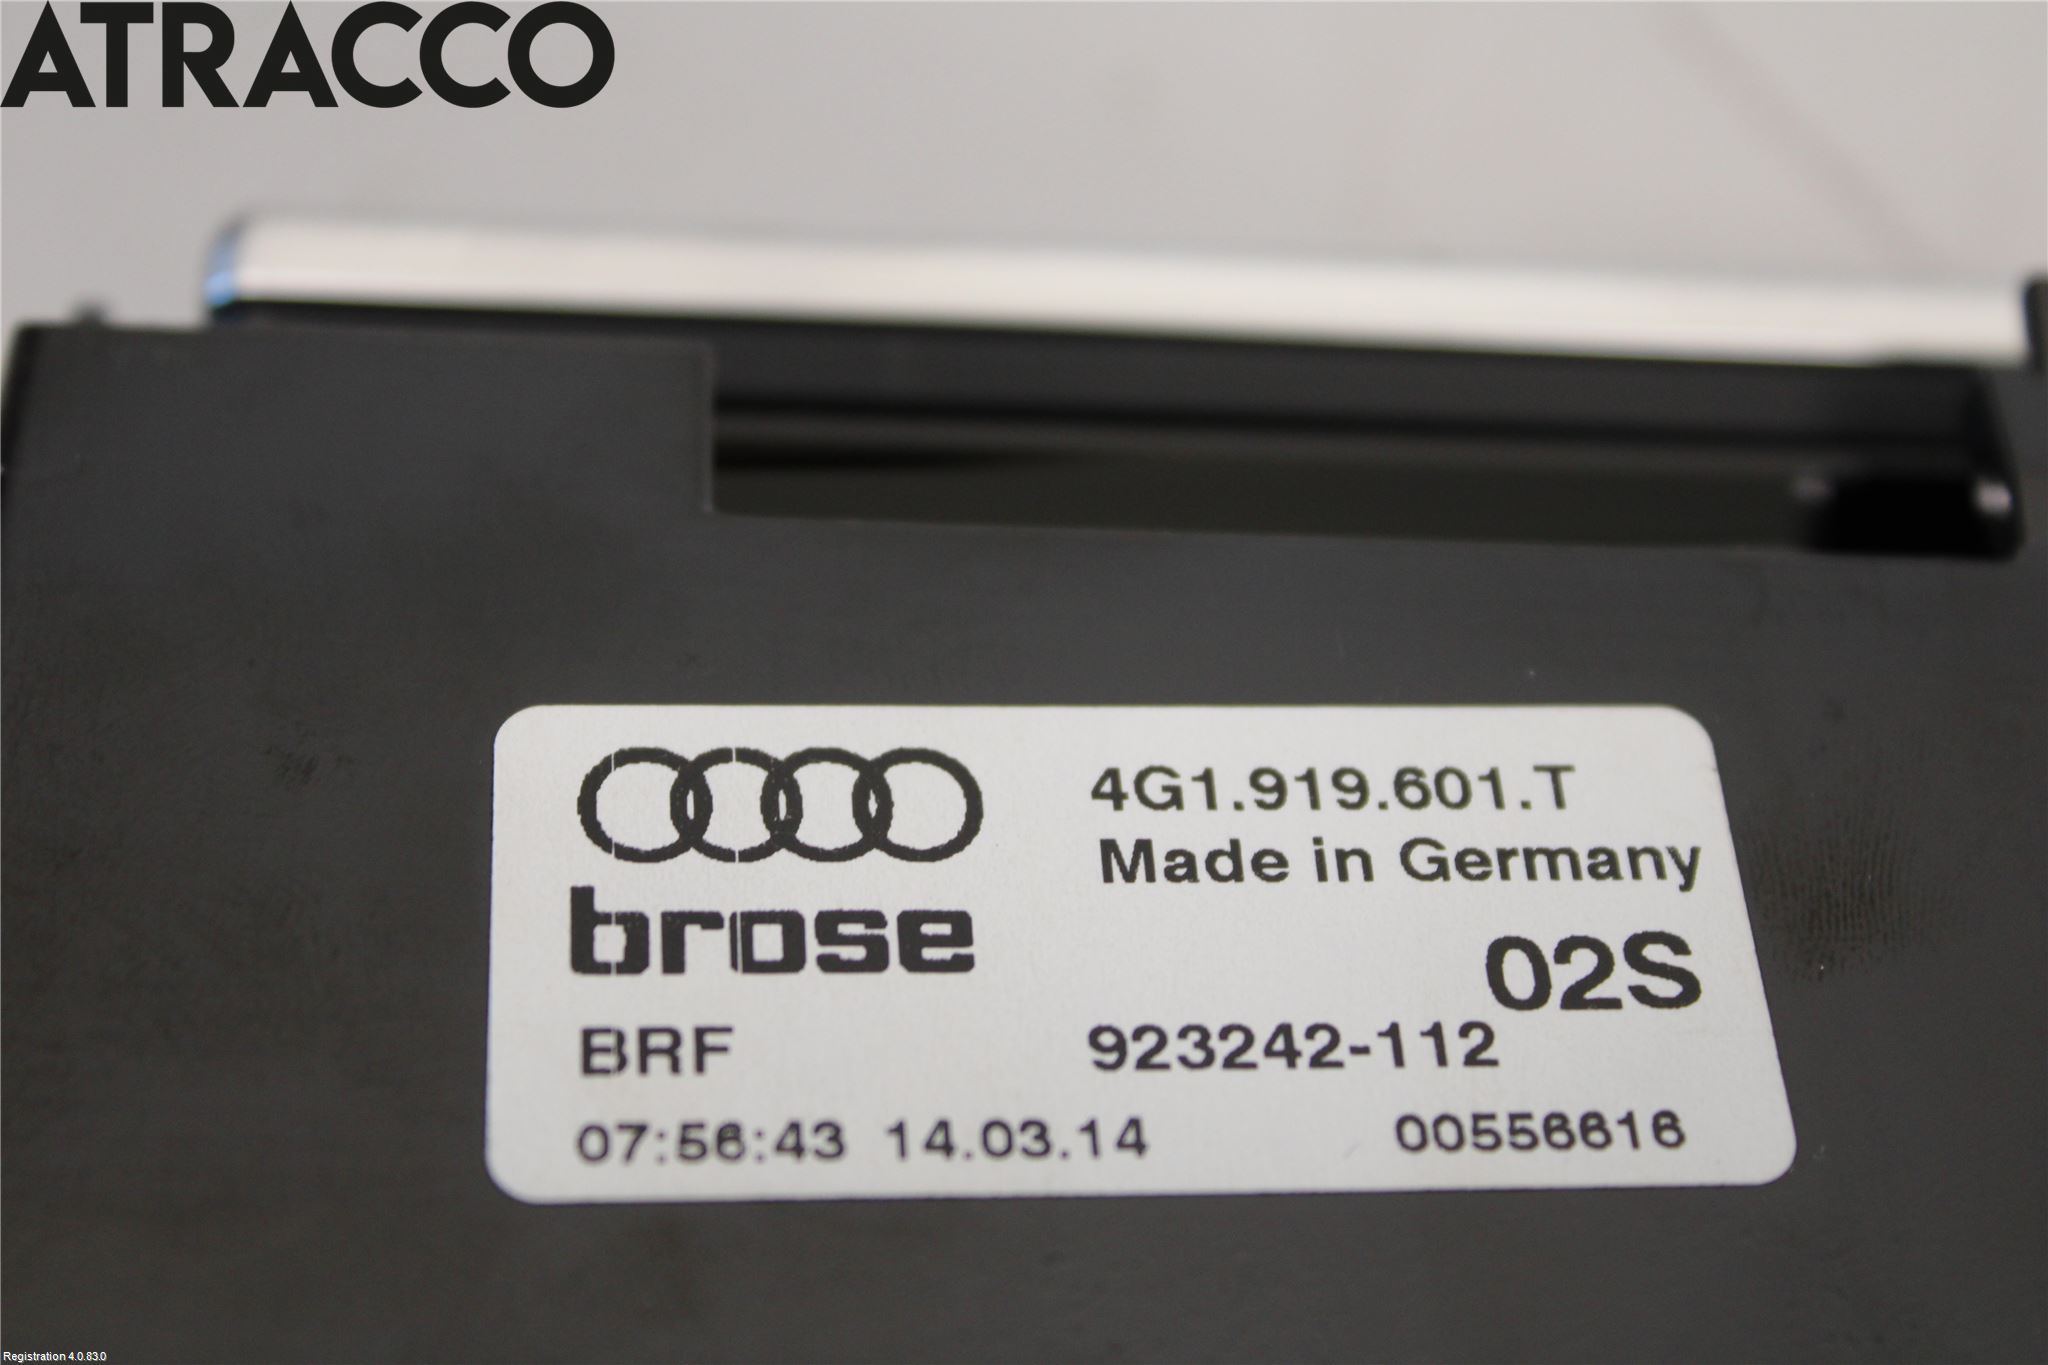 ATRACCO
4G1.919.601.T
Made in Germany
brose
02S
BRF 923242-112
07:56:43 14.03.14 00556616
Registration 4.0.83.0